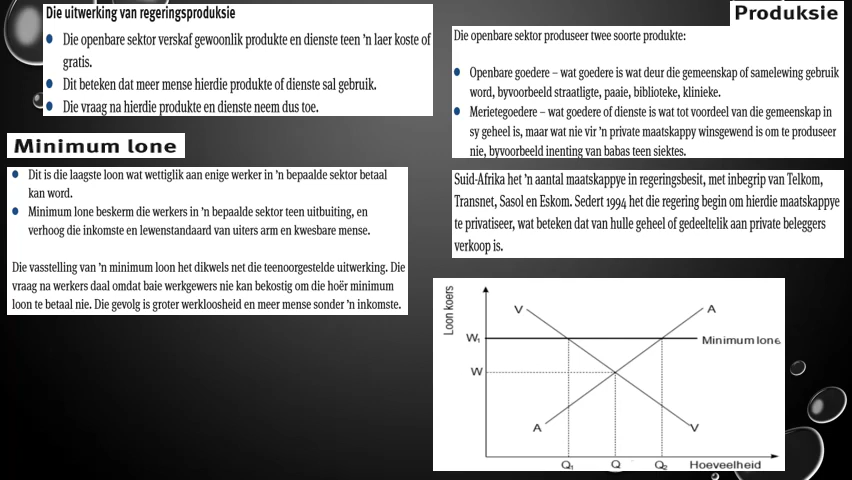 Die uitwerking van regeringsproduksie
Die openbare sektor verskaf gewoonlik produkte en dienste teen ’n laer koste of
gratis.
Dit beteken dat meer mense hierdie produkte of dienste sal gebruik.
Die vraag na hierdie produkte en dienste neem dus toe.
Minimum lone
Dit is die laagste loon wat wettiglik aan enige werker in ’n bepaalde sektor betaal
kan word.
Minimum lone beskerm die werkers in ’n bepaalde sektor teen uitbuiting, en
verhoog die inkomste en lewenstandaard van uiters arm en kwesbare mense.
Die vasstelling van ’n minimum loon het dikwels net die teenoorgestelde uitwerking. Die
vraag na werkers daal omdat baie werkgewers nie kan bekostig om die hoër minimum
loon te betaal nie. Die gevolg is groter werkloosheid en meer mense sonder ’n inkomste.
Produksie
Die openbare sektor produseer twee soorte produkte:
Openbare goedere – wat goedere is wat deur die gemeenskap of samelewing gebruik
word, byvoorbeeld straatligte, paaie, biblioteke, klinieke.
Merietegoedere – wat goedere of dienste is wat tot voordeel van die gemeenskap in
sy geheel is, maar wat nie vir ’n private maatskappy winsgewend is om te produseer
nie, byvoorbeeld inenting van babas teen siektes.
Suid-Afrika het ’n aantal maatskappye in regeringsbesit, met inbegrip van Telkom,
Transnet, Sasol en Eskom. Sedert 1994 het die regering begin om hierdie maatskappye
te privatiseer, wat beteken dat van hulle geheel of gedeeltelik aan private beleggers
verkoop is.
Loon koers
V
A
W1
Minimum lone
W
A
V
Q1
Q
Q2
Hoeveelheid